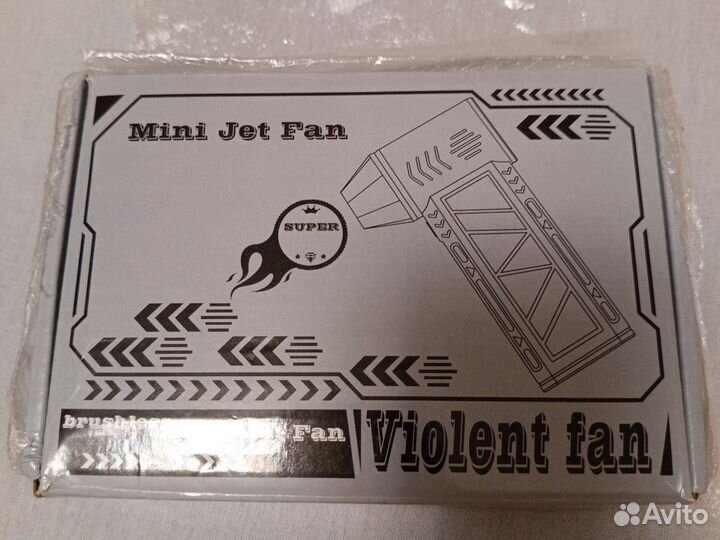 Mini Jet Fan
SUPER
Fan
Violent fan
Avito